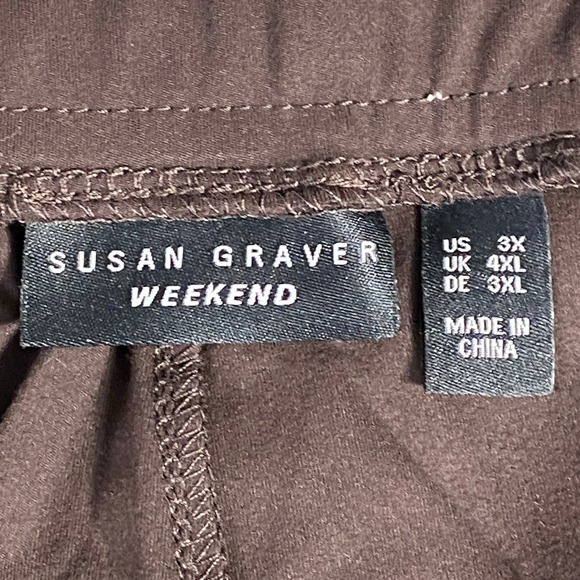 SUSAN GRAVER
WEEKEND
US 3X
UK 4XL
DE 3XL
MADE IN
CHINA